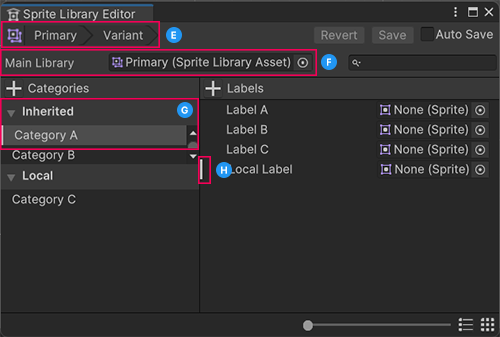 Sprite Library Editor
Primary Variant E Revert Save Auto Save
Main Library Primary (Sprite Library Asset) F
Categories Labels
Inherited G Label A None (Sprite)
Category A Label B None (Sprite)
Category B Label C None (Sprite)
Local H Local Label None (Sprite)
Category C